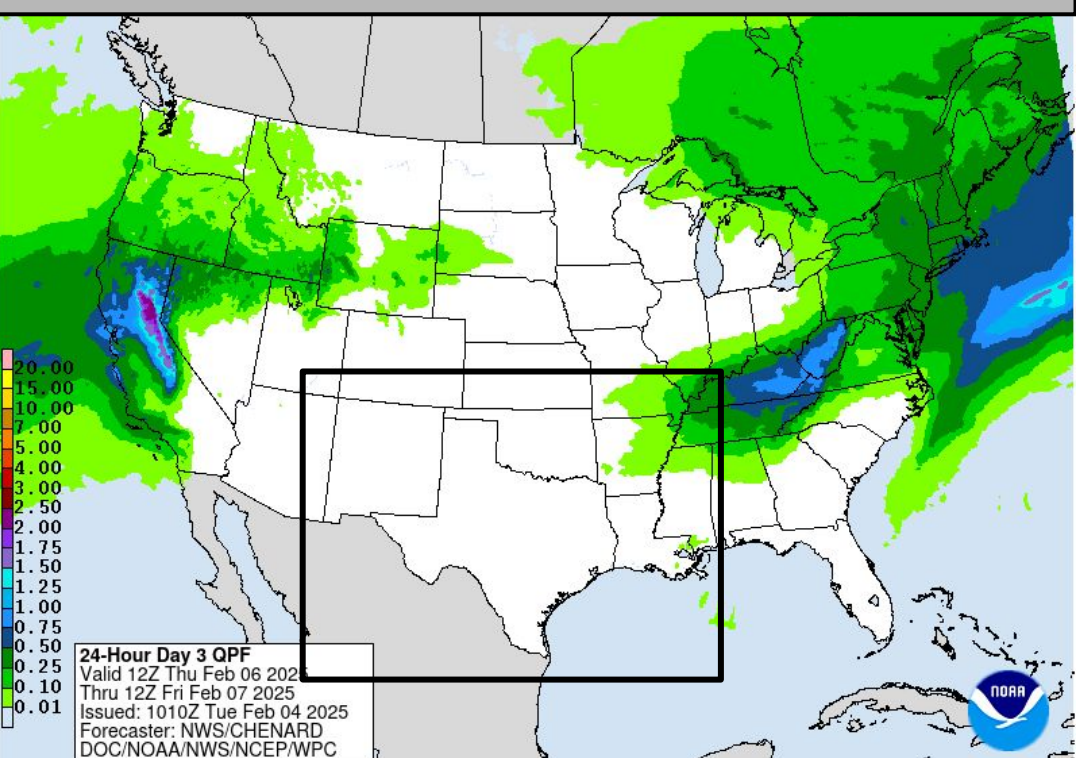 20.00
15.00
10.00
7.00
5.00
4.00
3.00
2.50
2.00
1.75
1.50
1.25
1.00
0.75
0.50
0.25
0.10
0.01
24-Hour Day 3 QPF
Valid 12Z Thu Feb 06 2025
Thru 12Z Fri Feb 07 2025
Issued: 1010Z Tue Feb 04 2025
Forecaster: NWS/CHENARD
DOC/NOAA/NWS/NCEP/WPC
NOAA